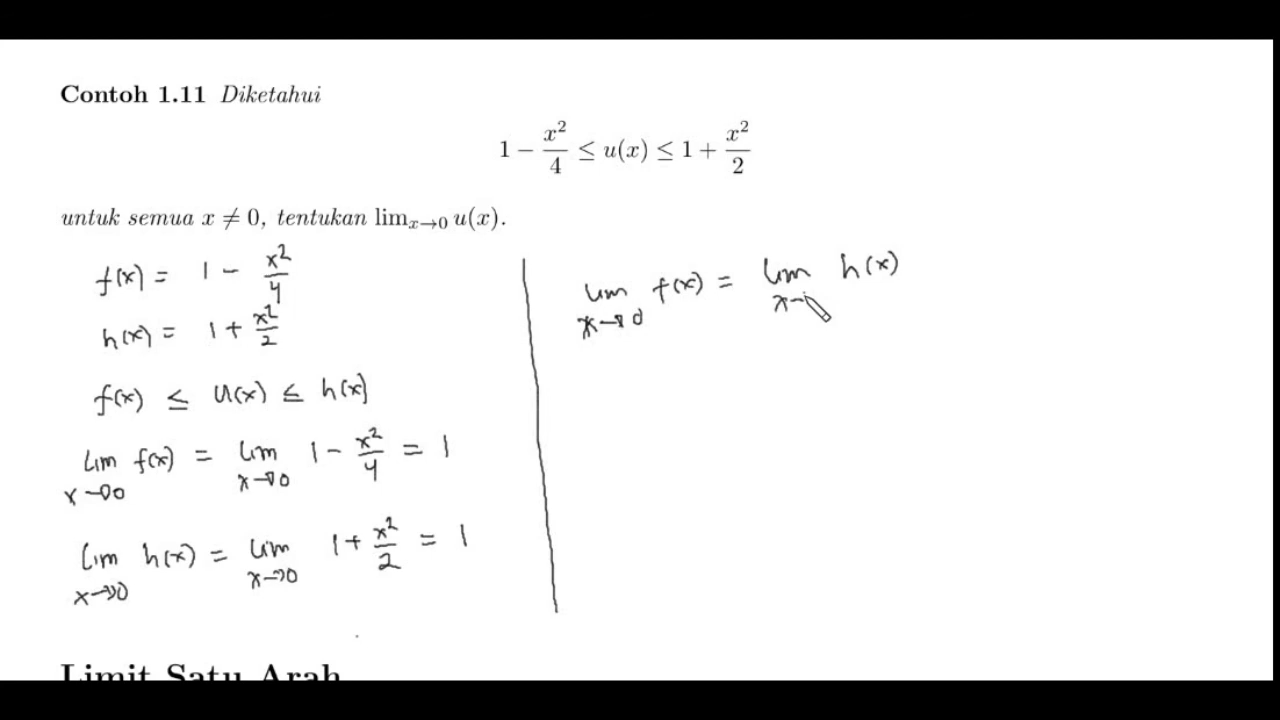 Contoh 1.11 Diketahui
1 − x²/4 ≤ u(x) ≤ 1 + x²/2
untuk semua x ≠ 0, tentukan lim_{x→0} u(x).
f(x) = 1 - x²/4
h(x) = 1 + x²/2
f(x) ≤ u(x) ≤ h(x)
lim_{x→0} f(x) = lim_{x→0} 1 - x²/4 = 1
lim_{x→0} h(x) = lim_{x→0} 1 + x²/2 = 1
lim_{x→0} f(x) = lim_{x→} h(x)
Limit Satu Arah